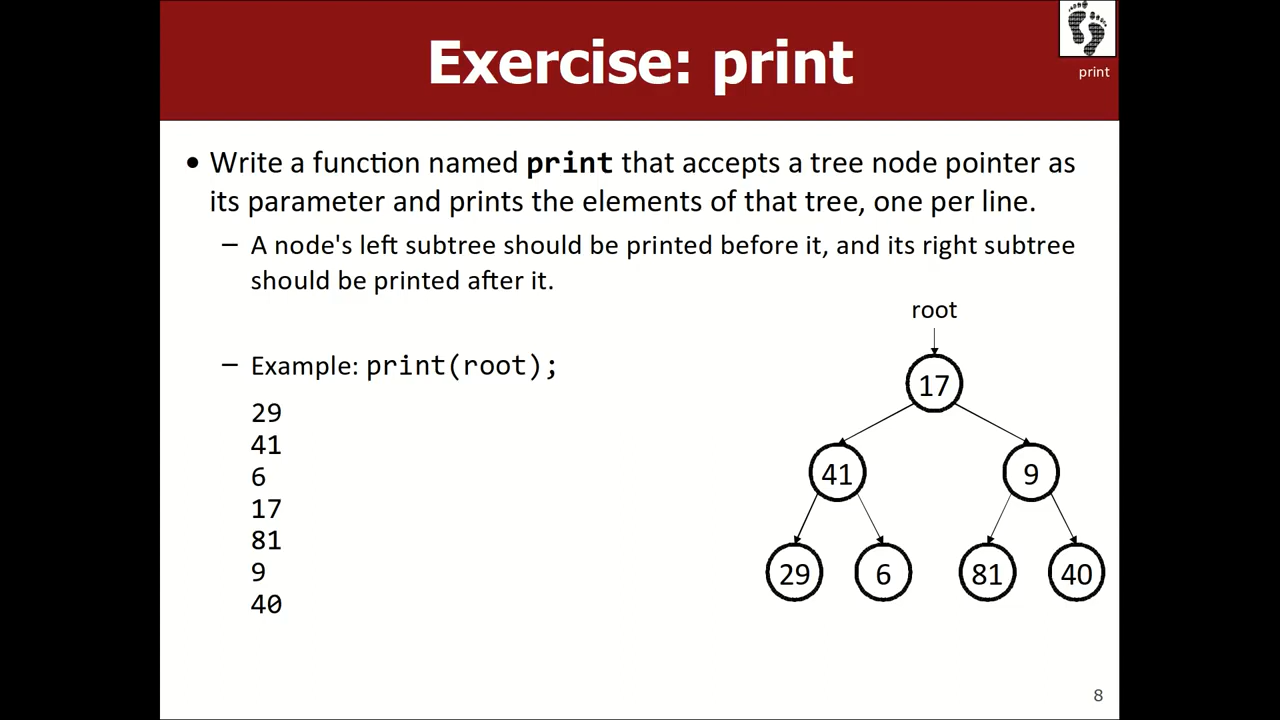 Exercise: print
print
• Write a function named print that accepts a tree node pointer as
its parameter and prints the elements of that tree, one per line.
– A node's left subtree should be printed before it, and its right subtree
should be printed after it.
root
– Example: print(root);
29
41
6
17
81
9
40
17
41 9
29 6 81 40
8